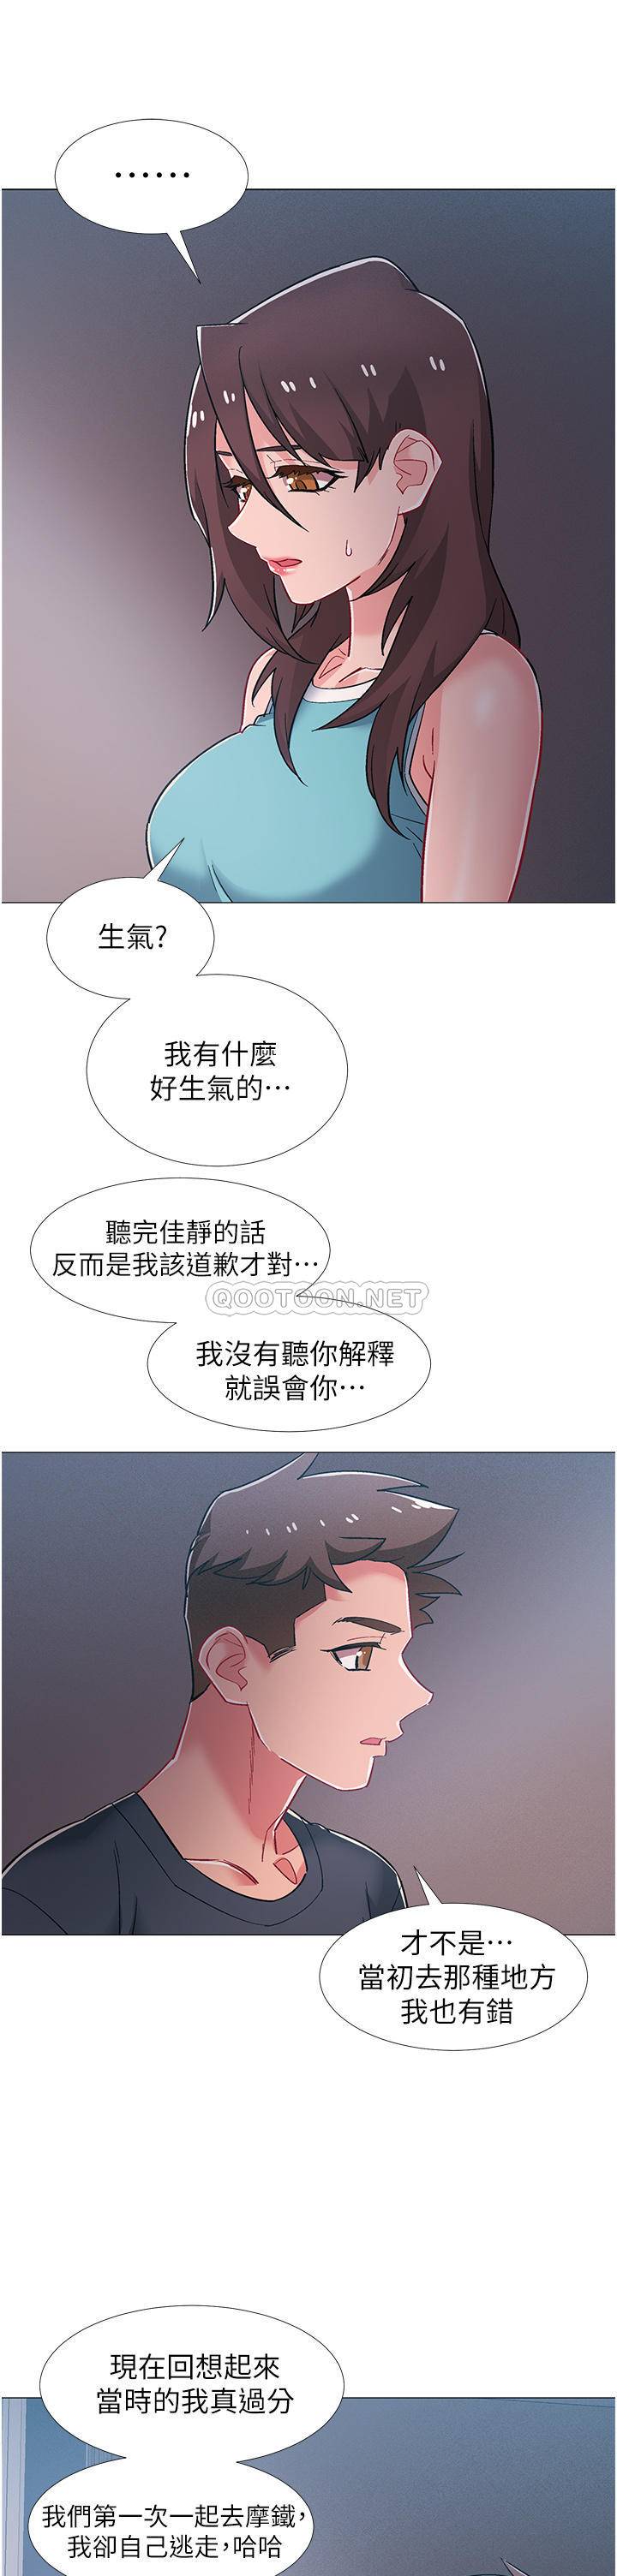 ······
生氣?
我有什麼
好生氣的…
聽完佳靜的話
反而是我該道歉才對…
QOOTOON.NET
我沒有聽你解釋
就誤會你…
才不是…
當初去那種地方
我也有錯
現在回想起來
當時的我真過分
我們第一次一起去摩鐵,
我卻自己逃走,哈哈